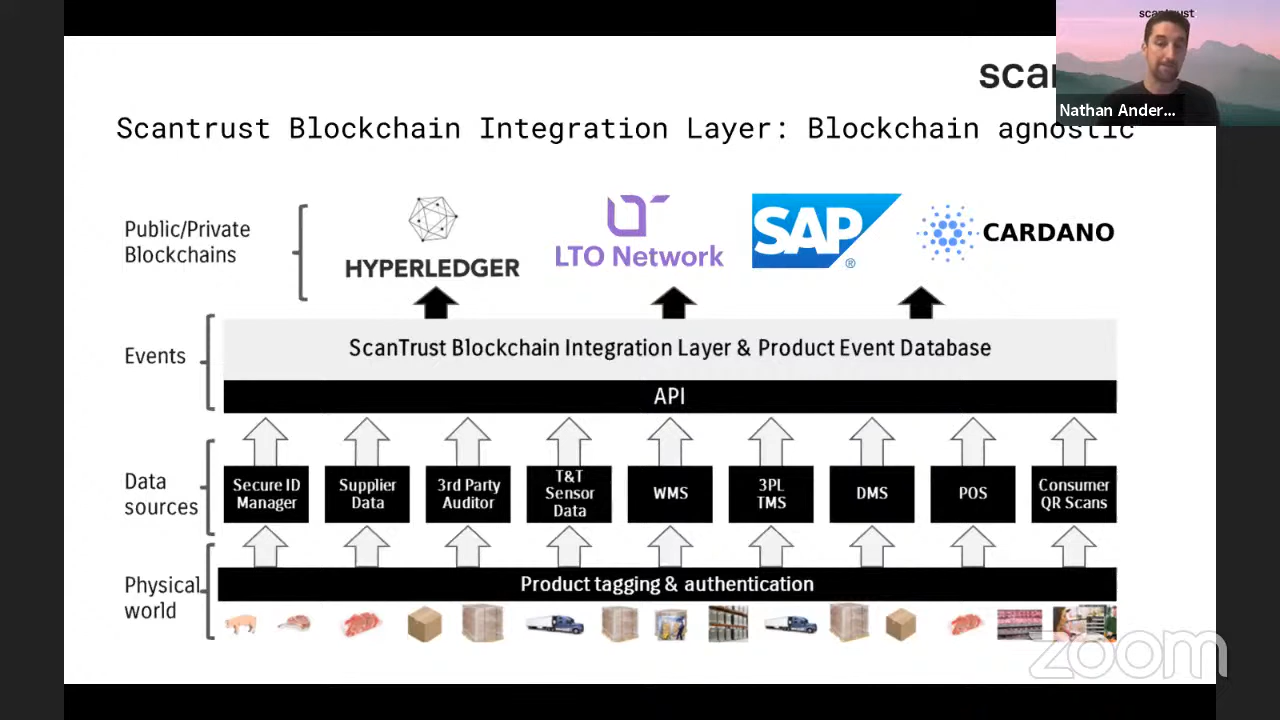 scantrust
sca
Nathan Ander...
Scantrust Blockchain Integration Layer: Blockchain agnostic
Public/Private
Blockchains
HYPERLEDGER
LTO Network
SAP
®
CARDANO
Events
ScanTrust Blockchain Integration Layer & Product Event Database
API
Data
sources
Secure ID
Manager
Supplier
Data
3rd Party
Auditor
T&T
Sensor
Data
WMS
3PL
TMS
DMS
POS
Consumer
QR Scans
Physical
world
Product tagging & authentication
zoom